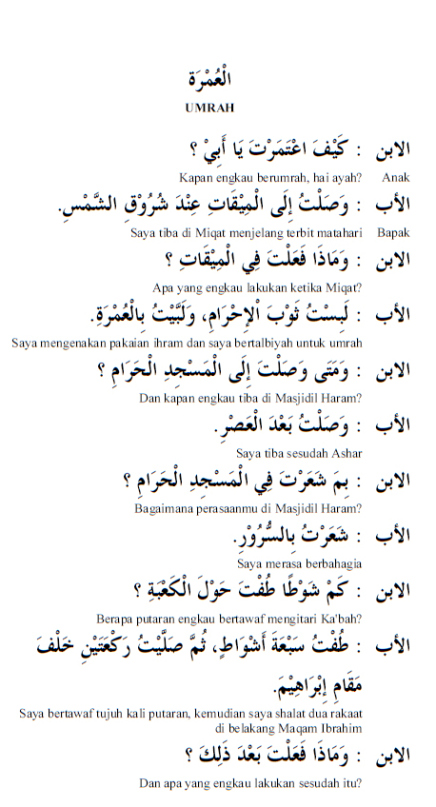 الْعُمْرَة
UMRAH
الابن : كَيْفَ اعْتَمَرْتَ يَا أَبِيْ ؟
Kapan engkau berumrah, hai ayah? Anak
الأب : وَصَلْتُ إِلَى الْمِيْقَاتِ عِنْدَ شُرُوْقِ الشَّمْسِ.
Saya tiba di Miqat menjelang terbit matahari Bapak
الابن : وَمَاذَا فَعَلْتَ فِي الْمِيْقَاتِ ؟
Apa yang engkau lakukan ketika Miqat?
الأب : لَبِسْتُ ثَوْبَ الْإِحْرَامِ، وَلَبَّيْتُ بِالْعُمْرَةِ.
Saya mengenakan pakaian ihram dan saya bertalbiyah untuk umrah
الابن : وَمَتَى وَصَلْتَ إِلَى الْمَسْجِدِ الْحَرَامِ ؟
Dan kapan engkau tiba di Masjidil Haram?
الأب : وَصَلْتُ بَعْدَ الْعَصْرِ.
Saya tiba sesudah Ashar
الابن : بِمَ شَعَرْتَ فِي الْمَسْجِدِ الْحَرَامِ ؟
Bagaimana perasaanmu di Masjidil Haram?
الأب : شَعَرْتُ بِالسُّرُوْرِ.
Saya merasa berbahagia
الابن : كَمْ شَوْطًا طُفْتَ حَوْلَ الْكَعْبَةِ ؟
Berapa putaran engkau bertawaf mengitari Ka'bah?
الأب : طُفْتُ سَبْعَةَ أَشْوَاطٍ، ثُمَّ صَلَّيْتُ رَكْعَتَيْنِ خَلْفَ
مَقَامِ إِبْرَاهِيْمَ.
Saya bertawaf tujuh kali putaran, kemudian saya shalat dua rakaat
di belakang Maqam Ibrahim
الابن : وَمَاذَا فَعَلْتَ بَعْدَ ذَلِكَ ؟
Dan apa yang engkau lakukan sesudah itu?